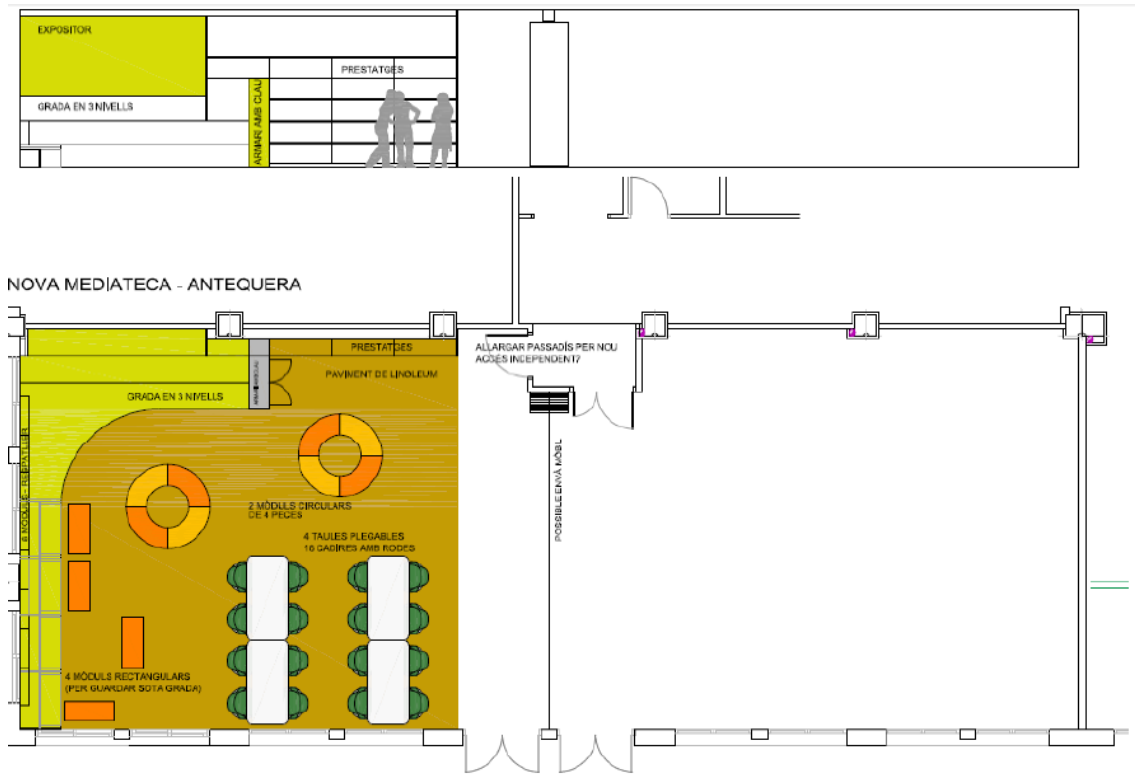 EXPOSITOR
PRESTATGES
GRADA EN 3 NIVELLS
ARMARI AMB CLAU
NOVA MEDIATECA - ANTEQUERA
PRESTATGES
ALLARGAR PASSADÍS PER NOU
ACCÉS INDEPENDENT?
PAVIMENT DE LINOLEUM
GRADA EN 3 NIVELLS
POSSIBLE ENVÀ MÒBL
2 MÒDULS CIRCULARS
DE 4 PECES
4 TAULES PLEGABLES
16 CADIRES AMB RODES
4 MÒDULS RECTANGULARS
(PER GUARDAR SOTA GRADA)